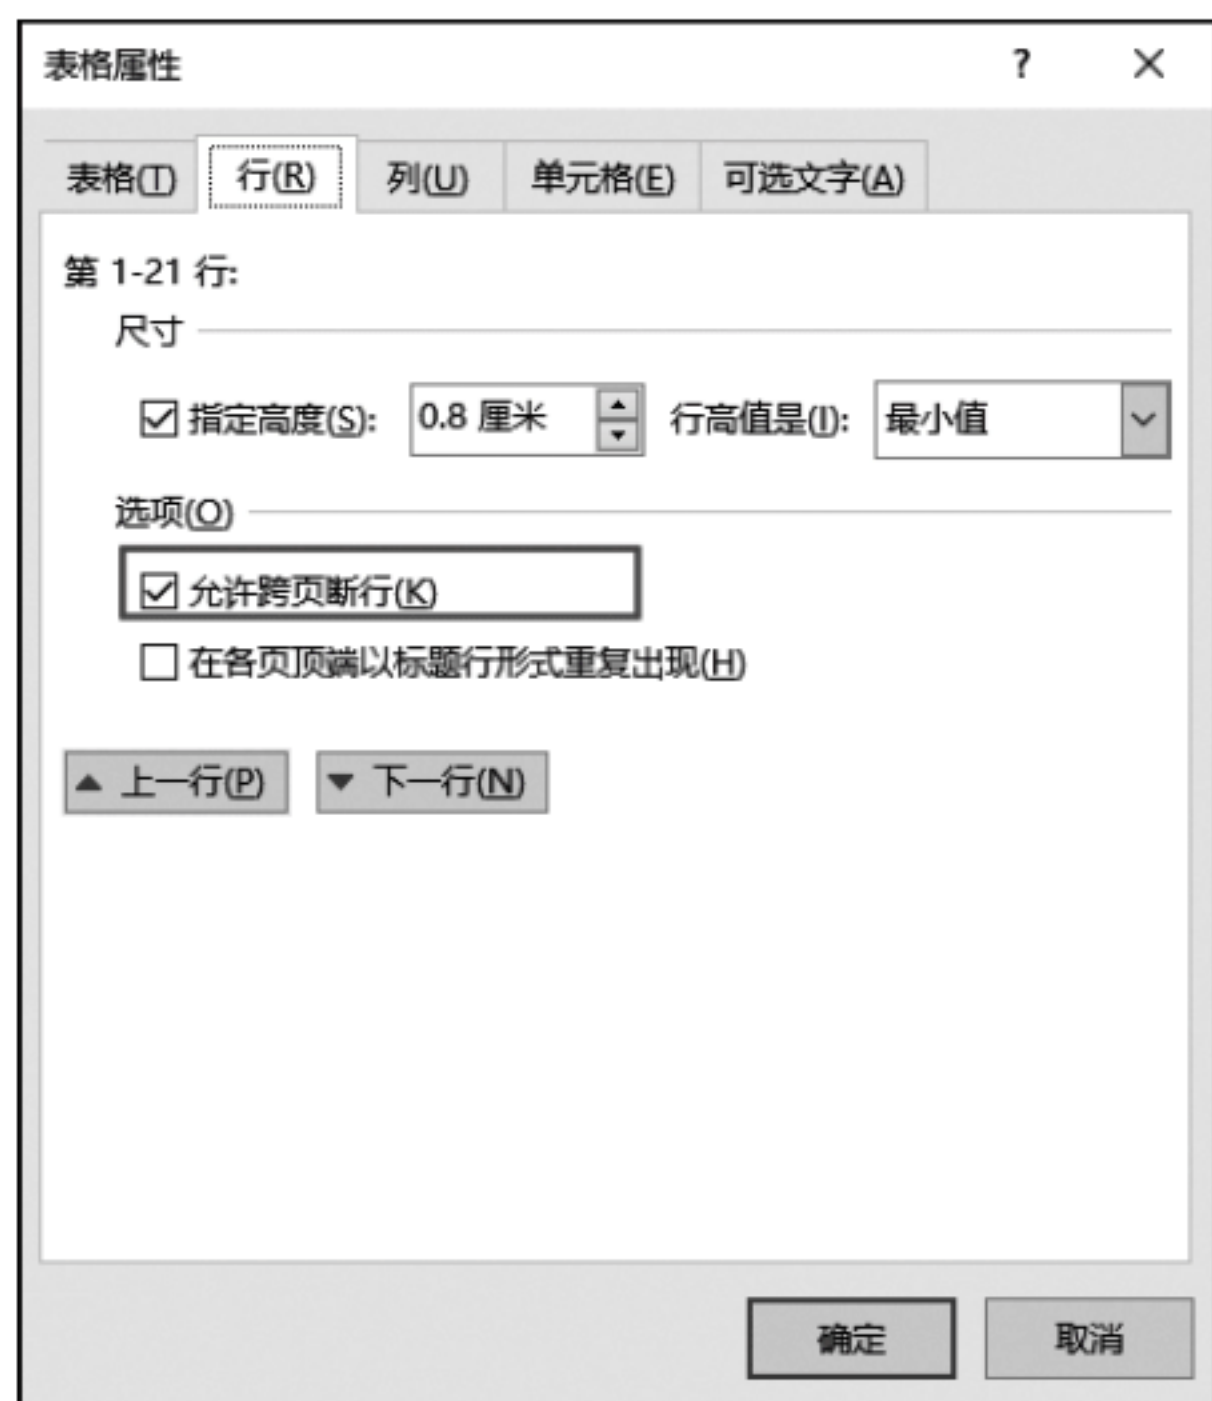 表格属性 ?
表格(T) 行(R) 列(U) 单元格(E) 可选文字(A)
第 1-21 行:
尺寸
指定高度(S): 0.8 厘米 行高值是(I): 最小值
选项(O)
允许跨页断行(K)
在各页顶端以标题行形式重复出现(H)
上一行(P) 下一行(N)
确定 取消